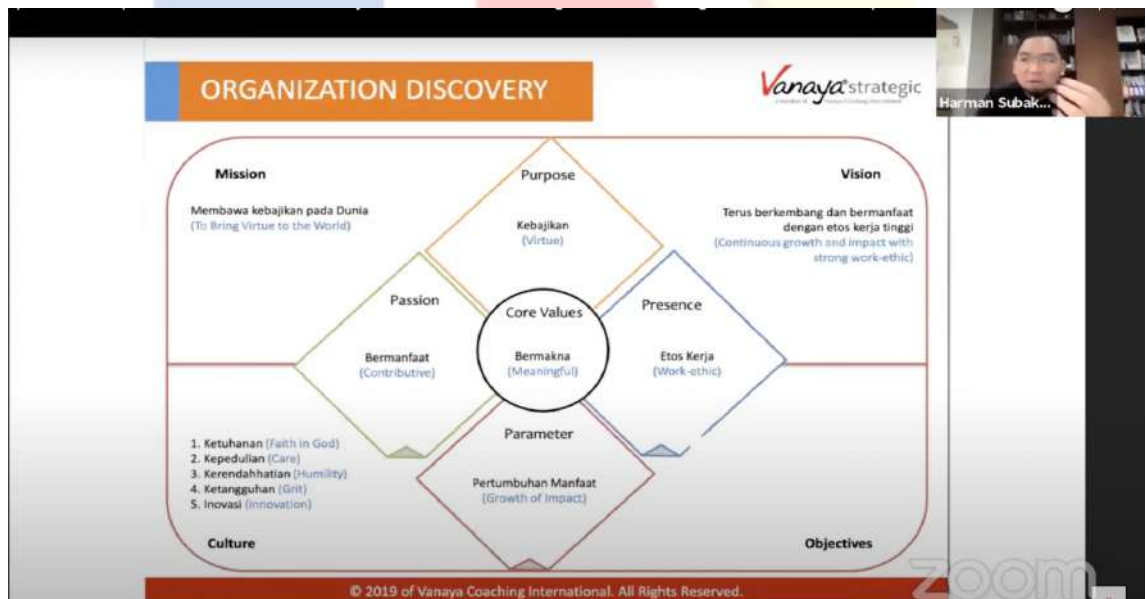 ORGANIZATION DISCOVERY
Vanaya® strategic
Harman Subak...
Mission
Membawa kebajikan pada Dunia
(To Bring Virtue to the World)
Purpose
Kebajikan
(Virtue)
Vision
Terus berkembang dan bermanfaat
dengan etos kerja tinggi
(Continuous growth and impact with
strong work-ethic)
Passion
Bermanfaat
(Contributive)
Core Values
Bermakna
(Meaningful)
Presence
Etos Kerja
(Work-ethic)
Parameter
Pertumbuhan Manfaat
(Growth of Impact)
1. Ketuhanan (Faith in God)
2. Kepedulian (Care)
3. Kerendahhatian (Humility)
4. Ketangguhan (Grit)
5. Inovasi (Innovation)
Culture
Objectives
© 2019 of Vanaya Coaching International. All Rights Reserved.
zoom